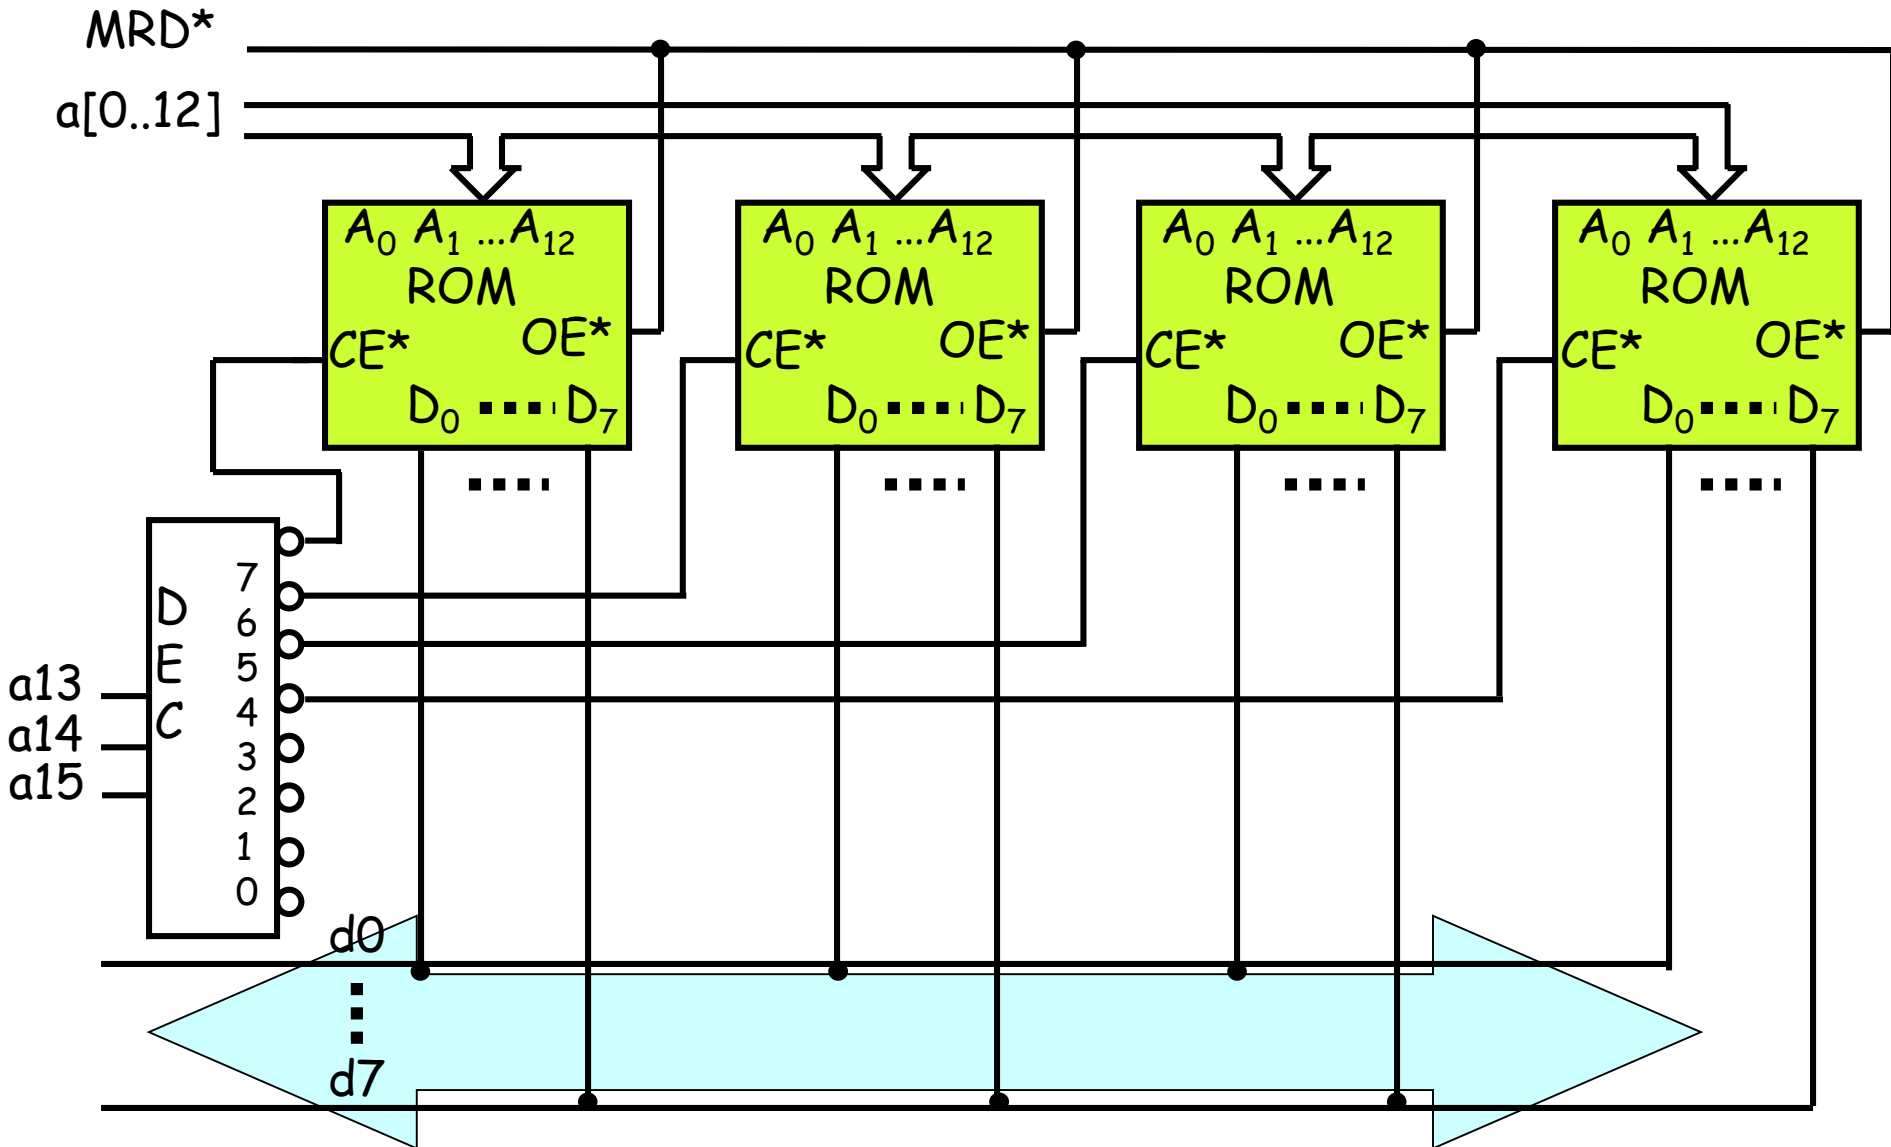 MRD*
a[0..12]
A0 A1 ...A12
ROM
CE*
OE*
D0 D7
A0 A1 ...A12
ROM
CE*
OE*
D0 D7
A0 A1 ...A12
ROM
CE*
OE*
D0 D7
A0 A1 ...A12
ROM
CE*
OE*
D0 D7
DEC
7
6
5
4
3
2
1
0
a13
a14
a15
d0
d7